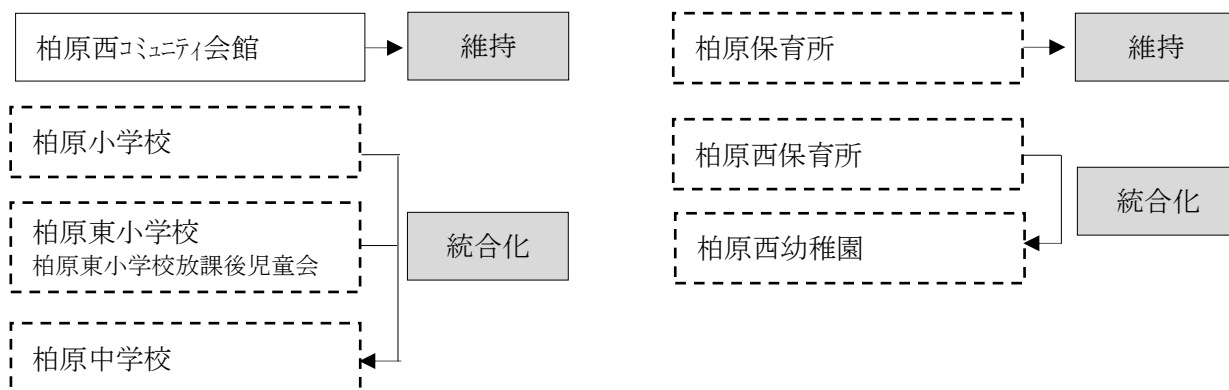 柏原西コミュニティ会館
維持
柏原小学校
柏原東小学校
柏原東小学校放課後児童会
統合化
柏原中学校
柏原保育所
維持
柏原西保育所
統合化
柏原西幼稚園